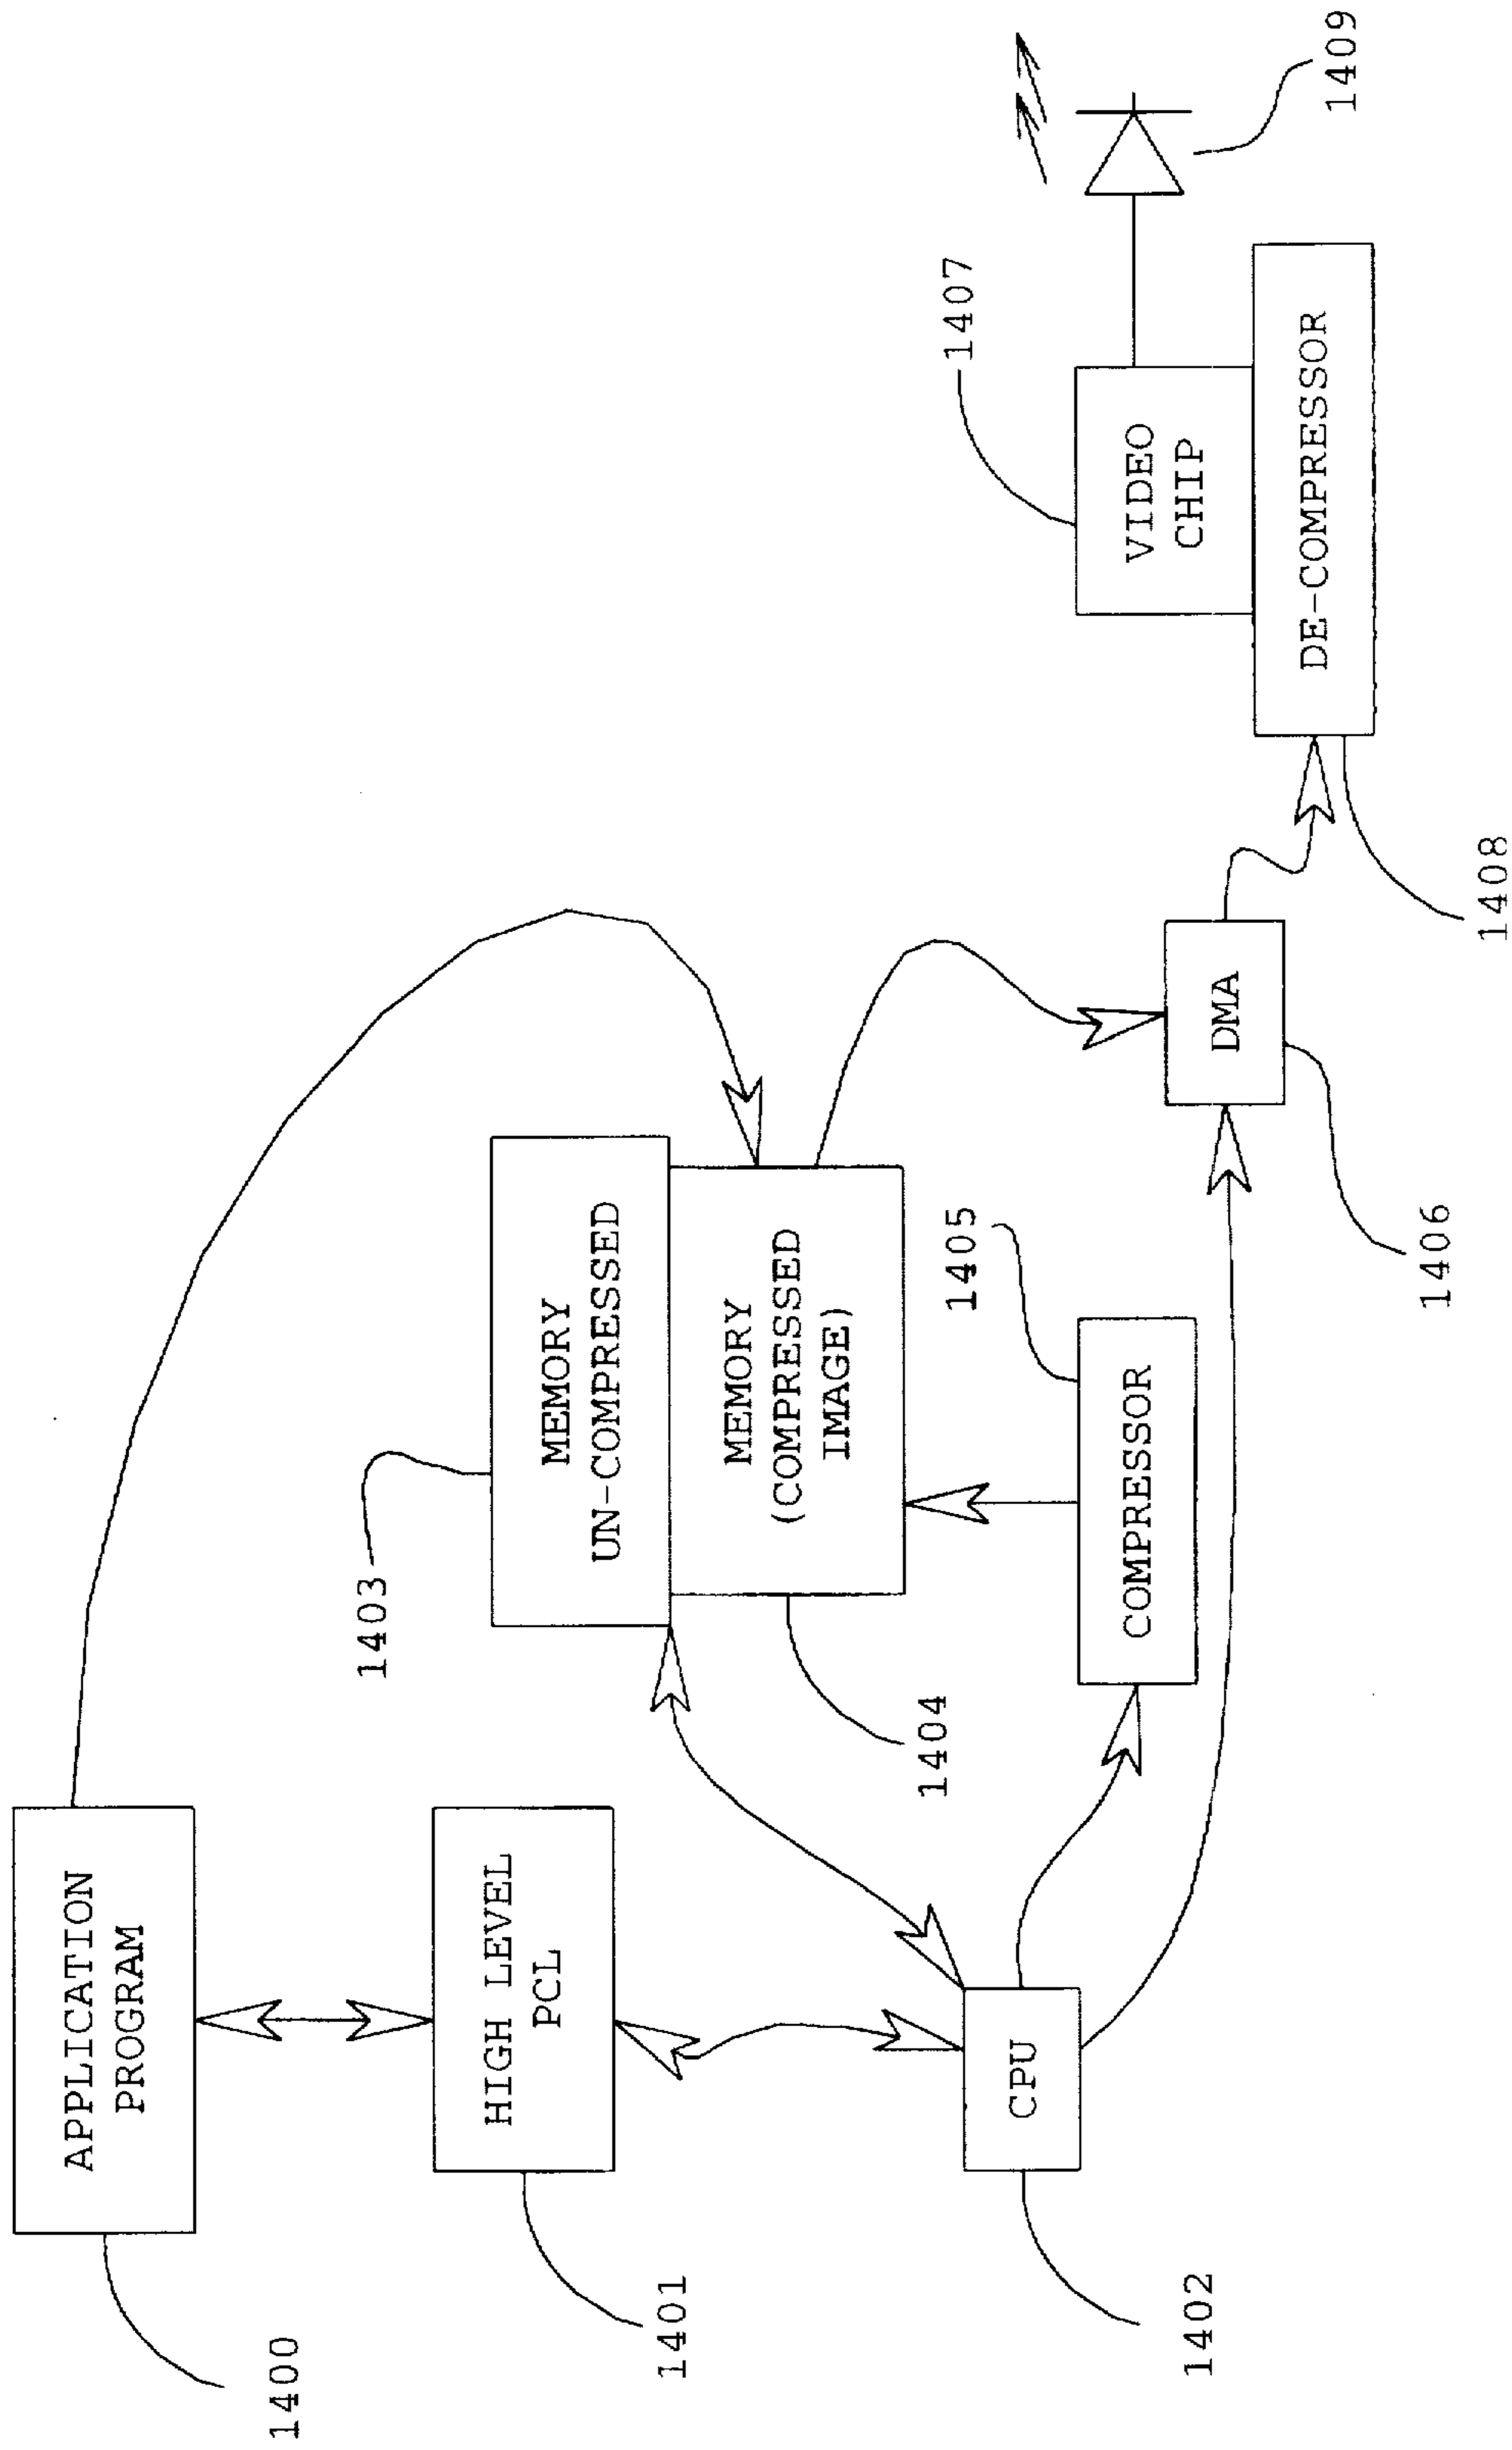 APPLICATION
PROGRAM
1400
HIGH LEVEL
PCL
1401
CPU
1402
1403
MEMORY
UN-COMPRESSED
MEMORY
(COMPRESSED
IMAGE)
1404
1405
COMPRESSOR
DMA
1406
1407
VIDEO
CHIP
DE-COMPRESSOR
1408
1409